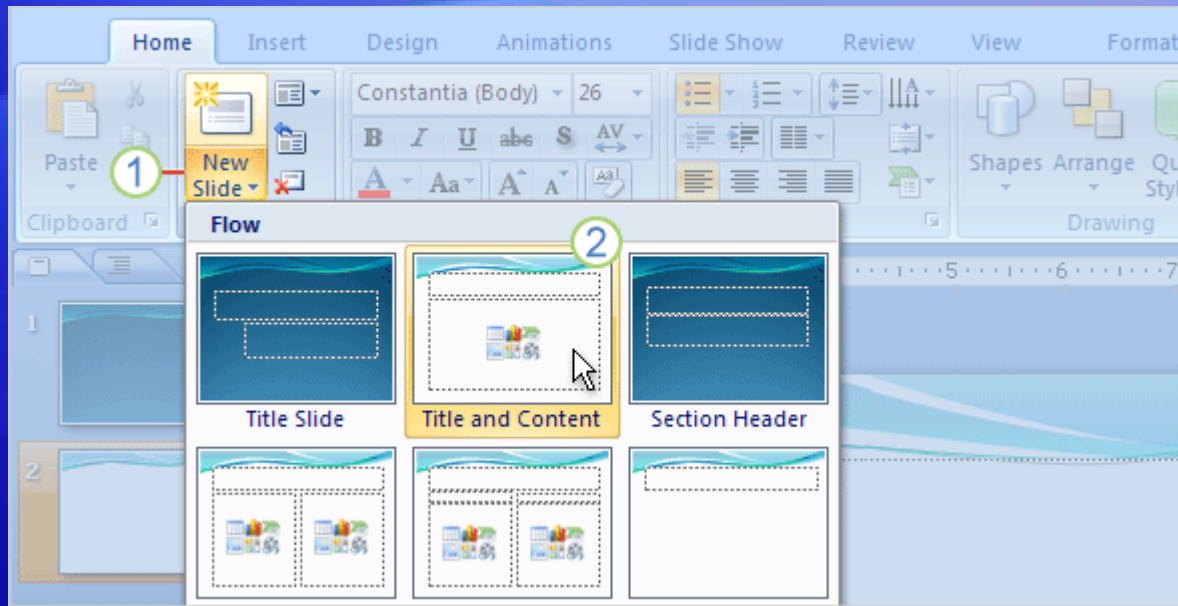 Home Insert Design Animations Slide Show Review View Format
Constantia (Body) 26
B I U abc S AV
Paste
1
New
Slide
A Aa A A
Shapes Arrange
Clipboard
Drawing
Flow
2
5 6 7
1
Title Slide Title and Content Section Header
2